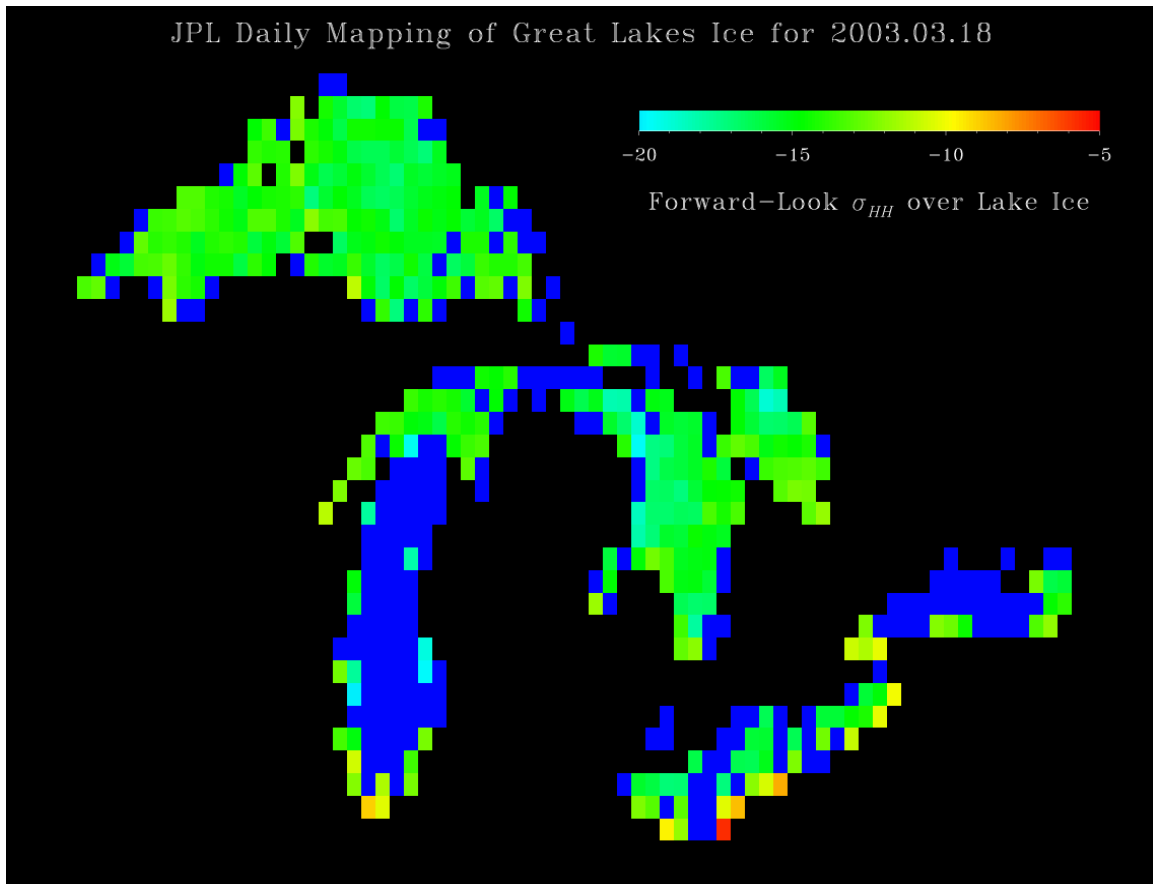 JPL Daily Mapping of Great Lakes Ice for 2003.03.18
−20 −15 −10 −5
Forward−Look σHH over Lake Ice